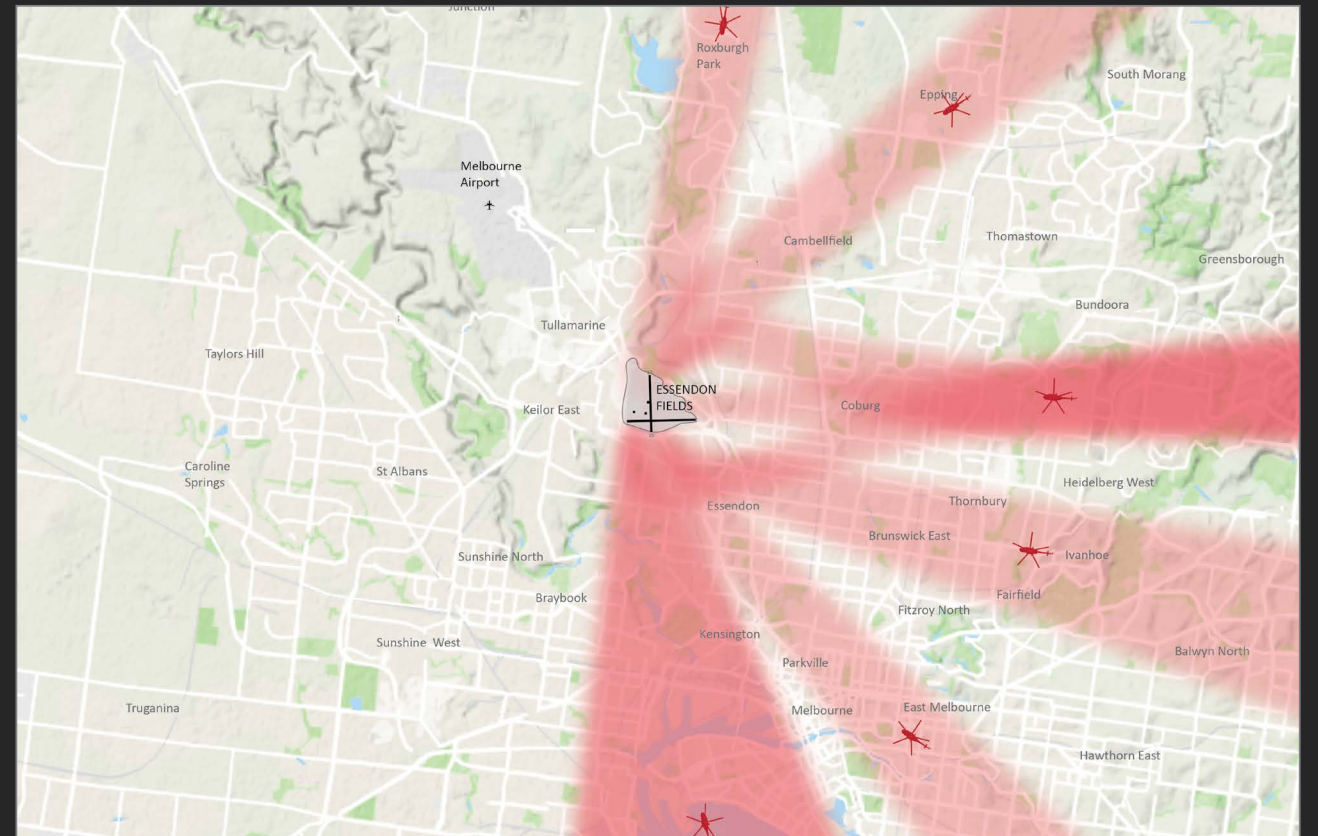 Junction
Roxburgh
Park
South Morang
Epping
Melbourne
Airport
Cambellfield
Thomastown
Greensborough
Bundoora
Tullamarine
Taylors Hill
ESSENDON
FIELDS
Keilor East
Coburg
Caroline
Springs
St Albans
Heidelberg West
Essendon
Thornbury
Brunswick East
Sunshine North
Ivanhoe
Braybook
Fairfield
Fitzroy North
Kensington
Sunshine West
Balwyn North
Parkville
Truganina
Melbourne
East Melbourne
Hawthorn East